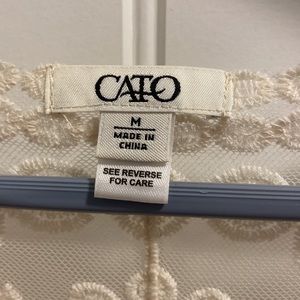 CATO
M
MADE IN
CHINA
SEE REVERSE
FOR CARE